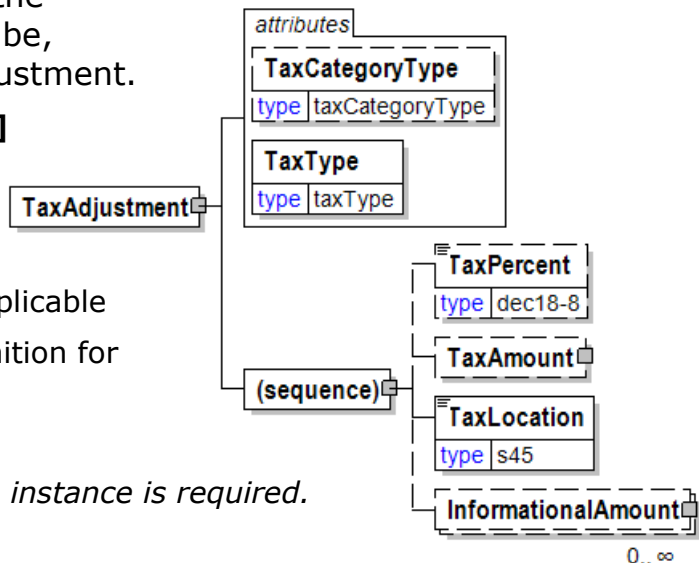 the
be,
ustment.
]
plicable
ition for
instance is required.
attributes
TaxCategoryType
type taxCategoryType
TaxType
type taxType
TaxAdjustment
(sequence)
TaxPercent
type dec18-8
TaxAmount
TaxLocation
type s45
InformationalAmount
0..∞